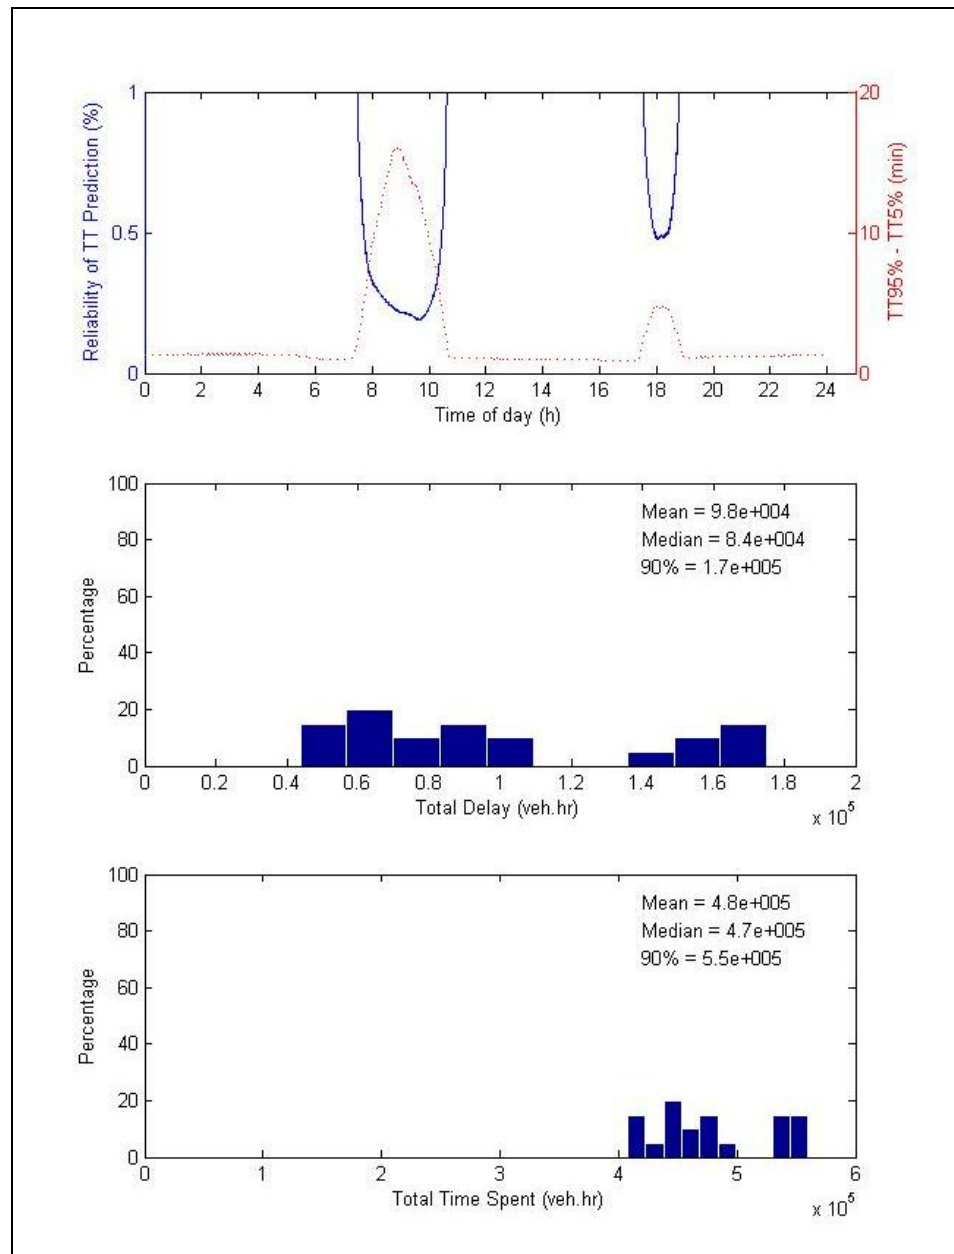 1
0.5
0
Reliability of TT Prediction (%)
20
10
0
TT95% - TT5% (min)
0 2 4 6 8 10 12 14 16 18 20 22 24
Time of day (h)
100
80
60
40
20
0
Percentage
Mean = 9.8e+004
Median = 8.4e+004
90% = 1.7e+005
0 0.2 0.4 0.6 0.8 1 1.2 1.4 1.6 1.8 2
Total Delay (veh.hr)
x 10^5
100
80
60
40
20
0
Percentage
Mean = 4.8e+005
Median = 4.7e+005
90% = 5.5e+005
0 1 2 3 4 5 6
Total Time Spent (veh.hr)
x 10^5